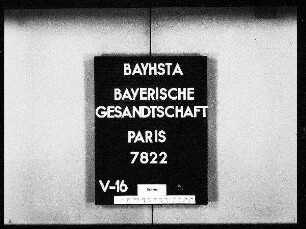 BAYHSTA
BAYERISCHE
GESANDTSCHAFT
PARIS
7822
V-16